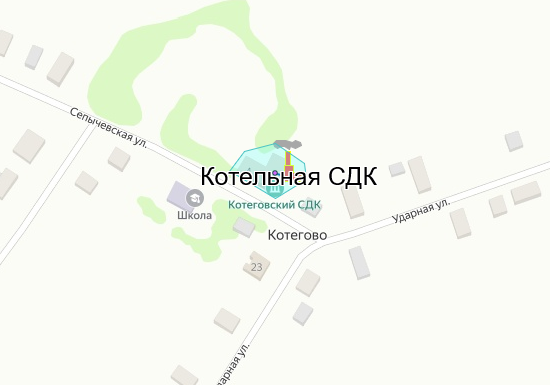 Сепычевская ул.
Котельная СДК
Котеговский СДК
Школа
Ударная ул.
Котегово
23
Ударная ул.